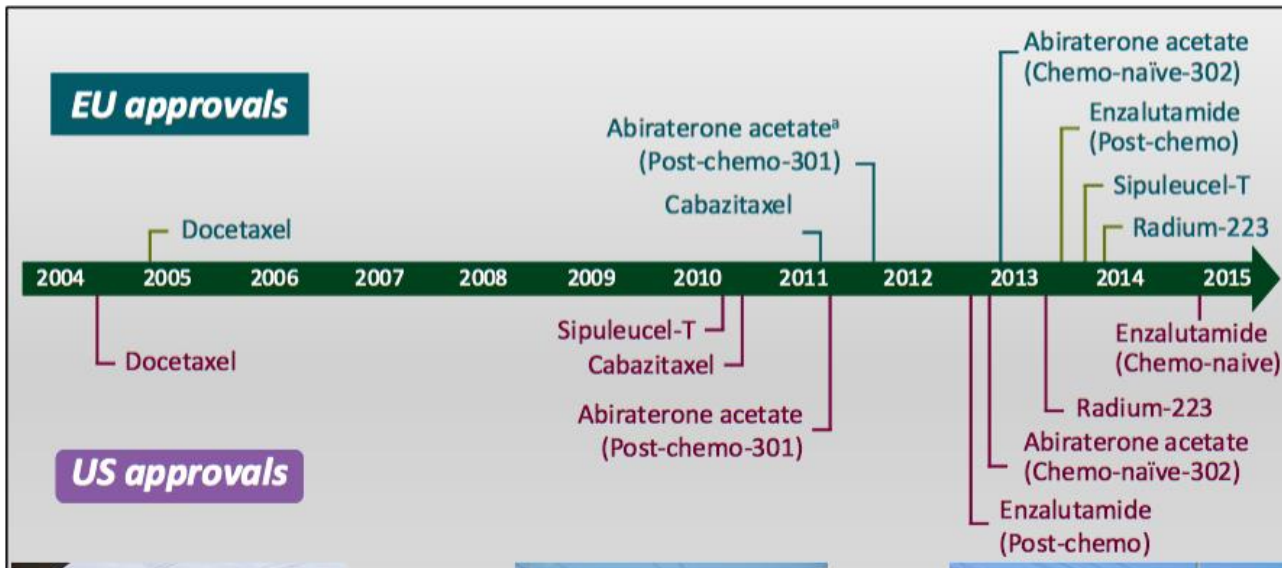 EU approvals
Abiraterone acetate
(Chemo-naïve-302)
Enzalutamide
(Post-chemo)
Abiraterone acetateᵃ
(Post-chemo-301)
Sipuleucel-T
Cabazitaxel
Radium-223
Docetaxel
2004 2005 2006 2007 2008 2009 2010 2011 2012 2013 2014 2015
Sipuleucel-T
Enzalutamide
(Chemo-naive)
Docetaxel
Cabazitaxel
Abiraterone acetate
(Post-chemo-301)
Radium-223
Abiraterone acetate
(Chemo-naïve-302)
US approvals
Enzalutamide
(Post-chemo)